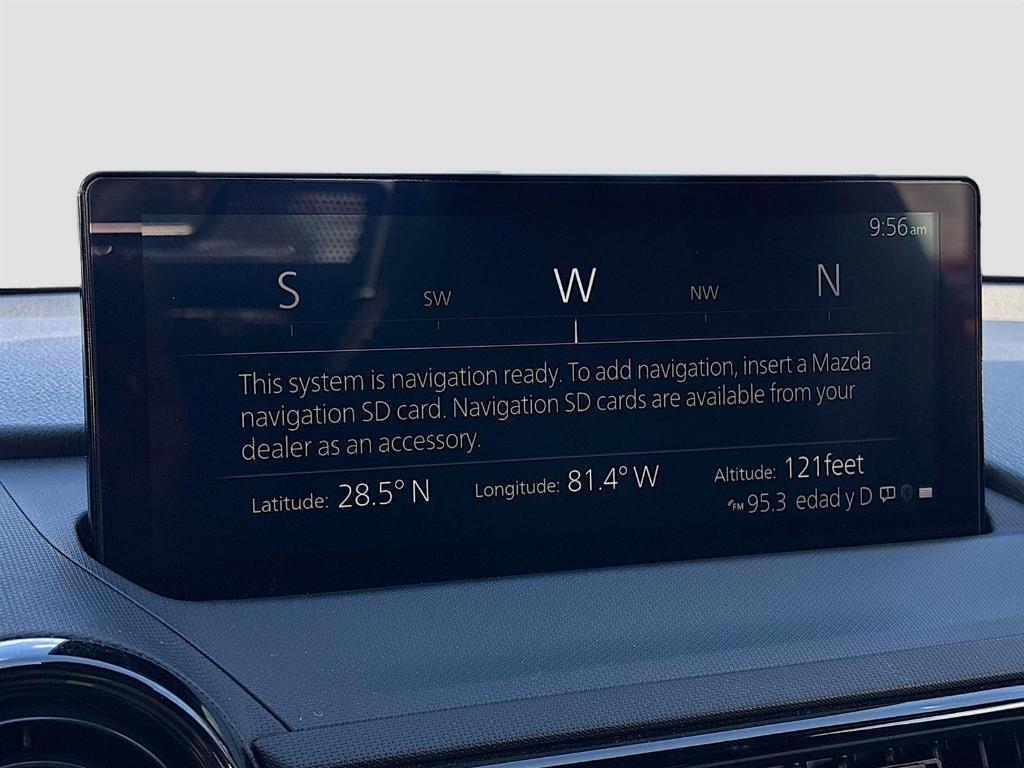 9:56am
S SW W NW N
This system is navigation ready. To add navigation, insert a Mazda
navigation SD card. Navigation SD cards are available from your
dealer as an accessory.
Latitude: 28.5° N Longitude: 81.4° W Altitude: 121feet
FM 95.3 edad y D